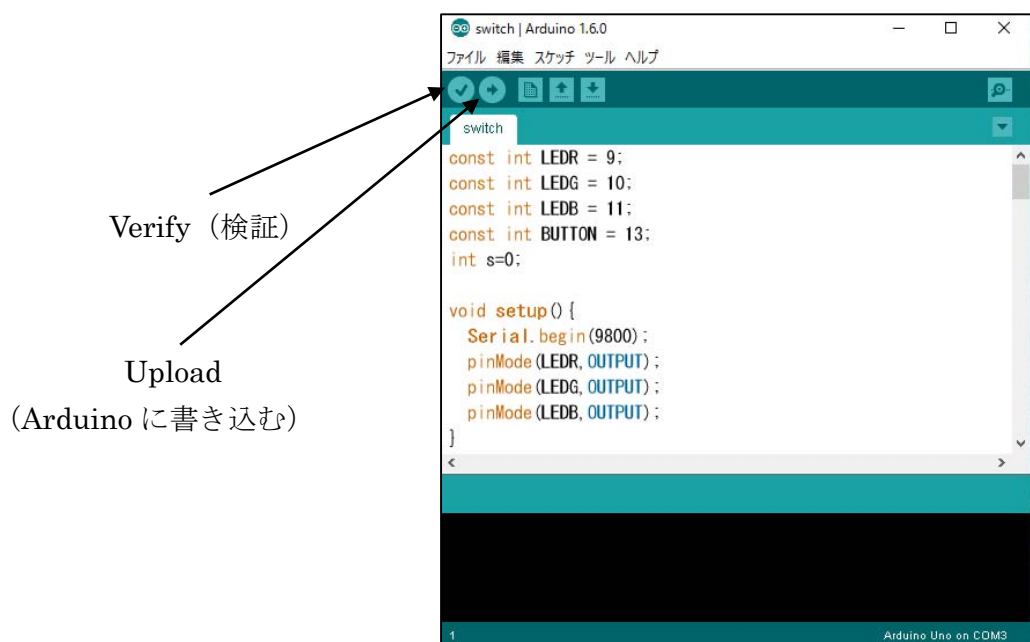 switch | Arduino 1.6.0
ファイル 編集 スケッチ ツール ヘルプ
switch
const int LEDR = 9;
const int LEDG = 10;
const int LEDB = 11;
const int BUTTON = 13;
int s=0;
void setup(){
Serial.begin(9800);
pinMode(LEDR,OUTPUT);
pinMode(LEDG,OUTPUT);
pinMode(LEDB,OUTPUT);
}
1
Arduino Uno on COM3
Verify（検証）
Upload
（Arduino に書き込む）